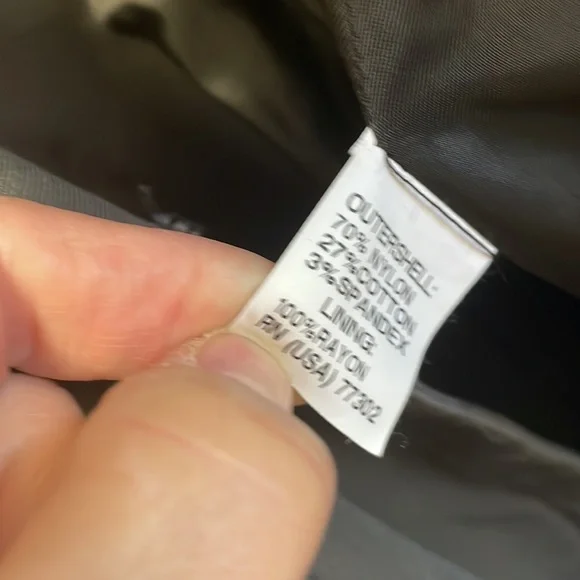 OUTERSHELL:
70% NYLON
27%COTTON
3%SPANDEX
LINING:
100%RAYON
RN (USA) 77302